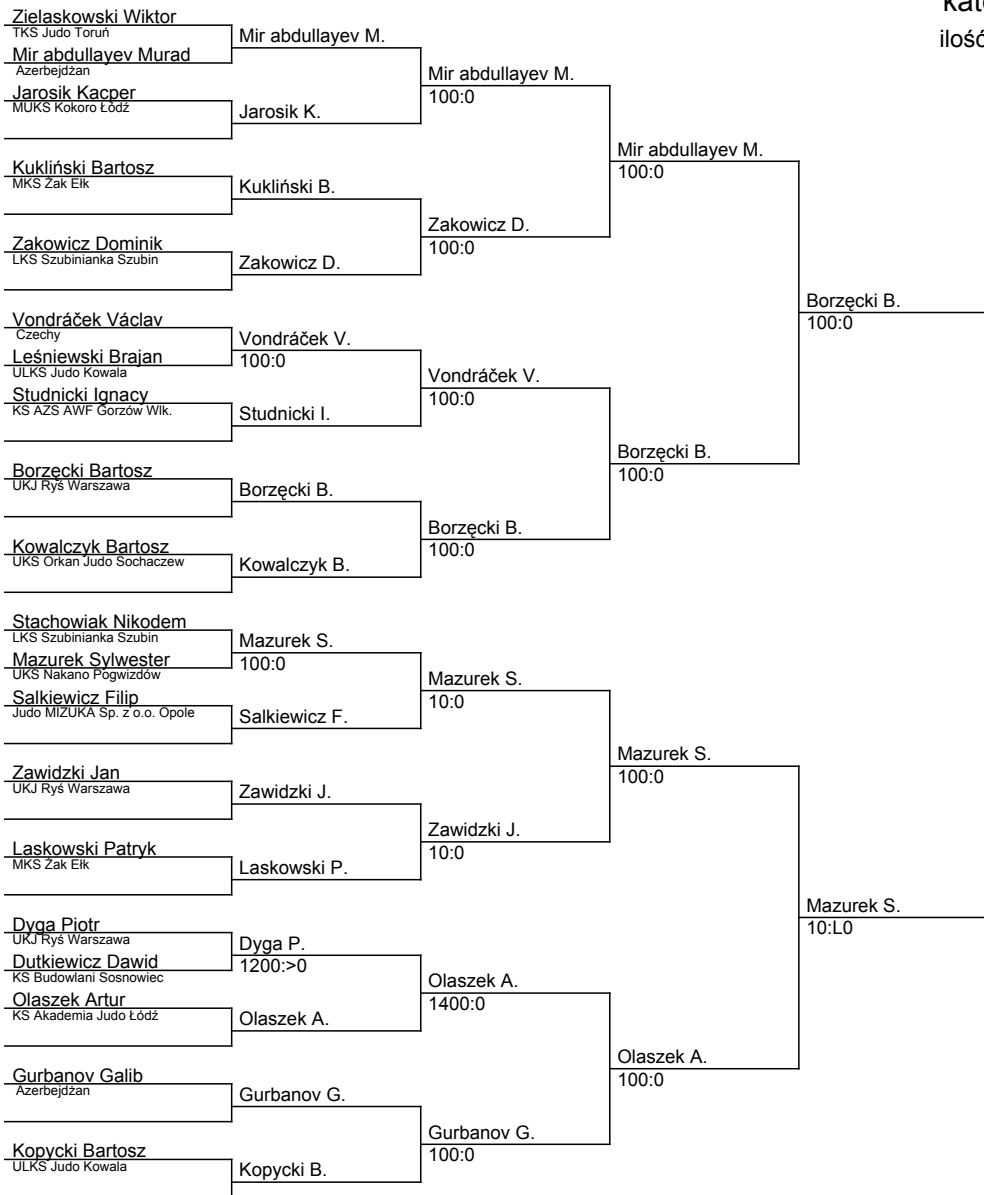 kate
ilość
Zielaskowski Wiktor
TKS Judo Toruń
Mir abdullayev M.
Mir abdullayev Murad
Azerbejdżan
Mir abdullayev M.
100:0
Jarosik Kacper
MUKS Kokoro Łódź
Jarosik K.
Mir abdullayev M.
100:0
Kukliński Bartosz
MKS Żak Ełk
Kukliński B.
Zakowicz D.
100:0
Zakowicz Dominik
LKS Szubinianka Szubin
Zakowicz D.
Borzęcki B.
100:0
Vondráček Václav
Czechy
Vondráček V.
100:0
Leśniewski Brajan
ULKS Judo Kowala
Vondráček V.
100:0
Studnicki Ignacy
KS AZS AWF Gorzów Wlk.
Studnicki I.
Borzęcki B.
100:0
Borzęcki Bartosz
UKJ Ryś Warszawa
Borzęcki B.
Borzęcki B.
100:0
Kowalczyk Bartosz
UKS Orkan Judo Sochaczew
Kowalczyk B.
Stachowiak Nikodem
LKS Szubinianka Szubin
Mazurek S.
100:0
Mazurek Sylwester
UKS Nakano Pogwizdów
Mazurek S.
10:0
Salkiewicz Filip
Judo MIZUKA Sp. z o.o. Opole
Salkiewicz F.
Mazurek S.
100:0
Zawidzki Jan
UKJ Ryś Warszawa
Zawidzki J.
Zawidzki J.
10:0
Laskowski Patryk
MKS Żak Ełk
Laskowski P.
Mazurek S.
10:L0
Dyga Piotr
UKJ Ryś Warszawa
Dyga P.
1200:>0
Dutkiewicz Dawid
KS Budowlani Sosnowiec
Olaszek A.
1400:0
Olaszek Artur
KS Akademia Judo Łódź
Olaszek A.
Olaszek A.
100:0
Gurbanov Galib
Azerbejdżan
Gurbanov G.
Gurbanov G.
100:0
Kopycki Bartosz
ULKS Judo Kowala
Kopycki B.